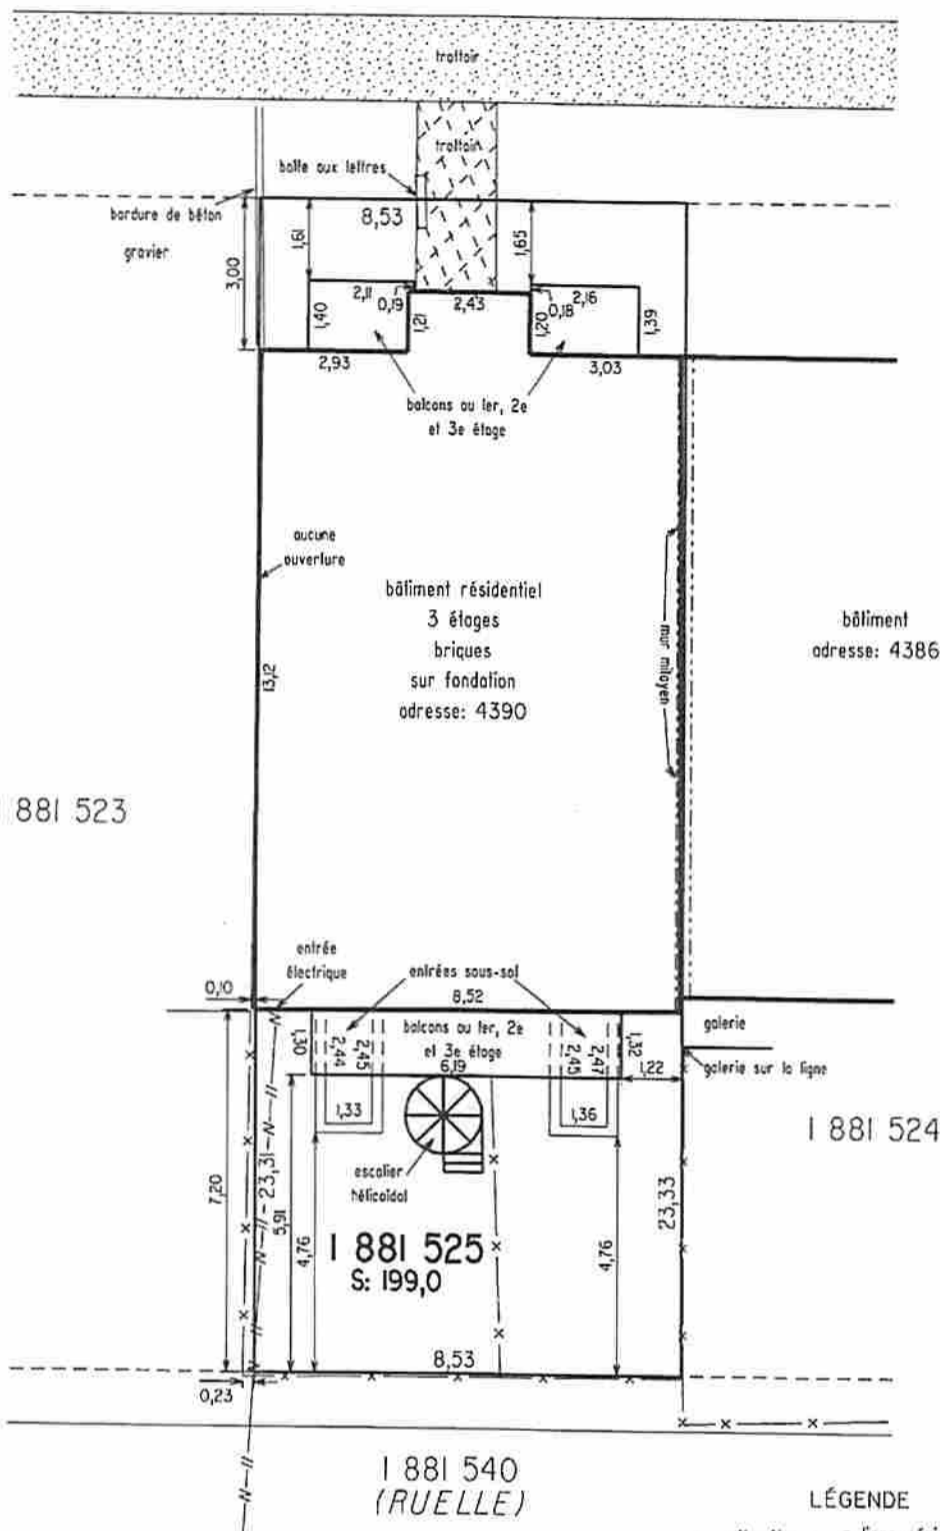 trottoir
trottoir
boîte aux lettres
bordure de béton
gravier
8,53
1,61
1,65
3,00
2,11
0,19
2,43
0,18
2,16
1,40
1,21
1,20
1,39
2,93
3,03
balcons au 1er, 2e
et 3e étage
aucune
ouverture
bâtiment résidentiel
3 étages
briques
sur fondation
adresse: 4390
mur mitoyen
bâtiment
adresse: 4386
13,12
881 523
entrée
électrique
entrées sous-sol
0,10
8,52
balcons au 1er, 2e
et 3e étage
6,19
1,30
2,44
2,45
2,45
2,47
1,32
1,22
galerie
galerie sur la ligne
1,33
1,36
1 881 524
escalier
hélicoïdal
7,20
23,31
5,91
4,76
4,76
23,33
1 881 525
S: 199,0
8,53
0,23
1 881 540
(RUELLE)
LÉGENDE